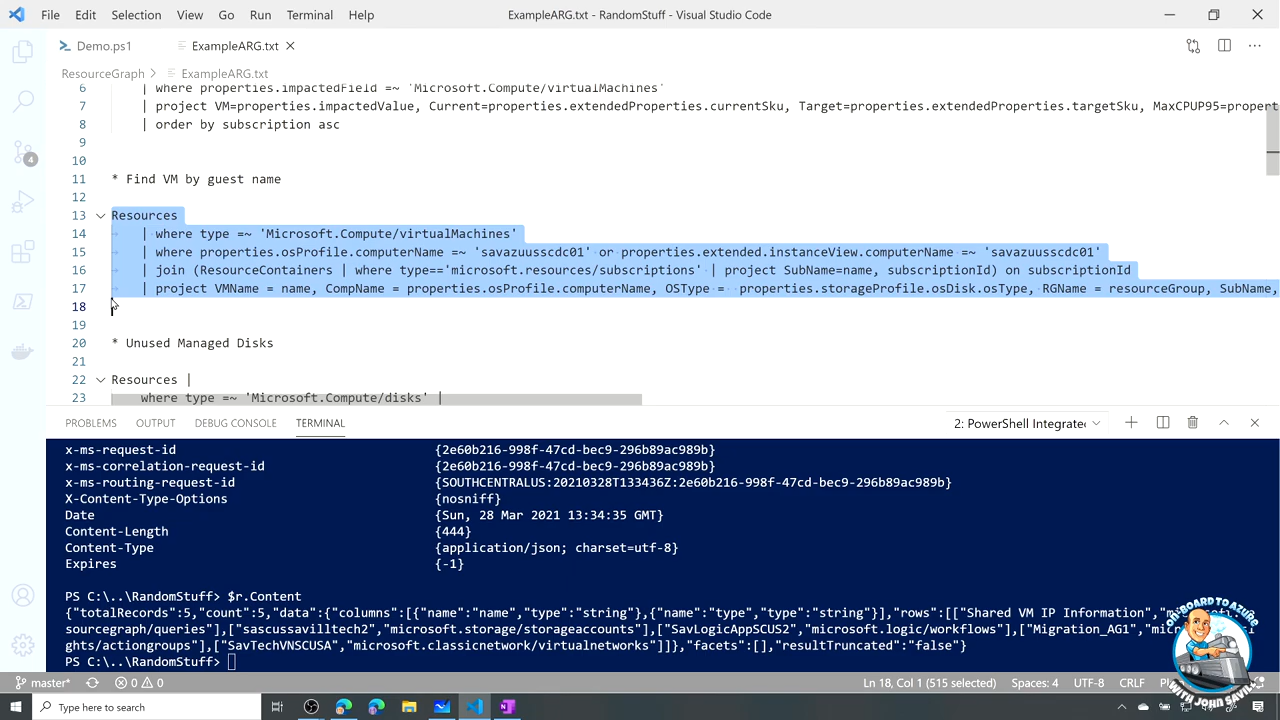 File Edit Selection View Go Run Terminal Help ExampleARG.txt - RandomStuff - Visual Studio Code
Demo.ps1 ExampleARG.txt
ResourceGraph > ExampleARG.txt
6 | where properties.impactedField =~ 'Microsoft.Compute/virtualMachines'
7 | project VM=properties.impactedValue, Current=properties.extendedProperties.currentSku, Target=properties.extendedProperties.targetSku, MaxCPUP95=propert
8 | order by subscription asc
9
10
11 * Find VM by guest name
12
13 Resources
14 | where type =~ 'Microsoft.Compute/virtualMachines'
15 | where properties.osProfile.computerName =~ 'savazuusscdc01' or properties.extended.instanceView.computerName =~ 'savazuusscdc01'
16 | join (ResourceContainers | where type=='microsoft.resources/subscriptions' | project SubName=name, subscriptionId) on subscriptionId
17 | project VMName = name, CompName = properties.osProfile.computerName, OSType = properties.storageProfile.osDisk.osType, RGName = resourceGroup, SubName,
18
19
20 * Unused Managed Disks
21
22 Resources |
23 where type =~ 'Microsoft.Compute/disks' |
4
PROBLEMS OUTPUT DEBUG CONSOLE TERMINAL 2: PowerShell Integrated
x-ms-request-id {2e60b216-998f-47cd-bec9-296b89ac989b}
x-ms-correlation-request-id {2e60b216-998f-47cd-bec9-296b89ac989b}
x-ms-routing-request-id {SOUTHCENTRALUS:20210328T133436Z:2e60b216-998f-47cd-bec9-296b89ac989b}
X-Content-Type-Options {nosniff}
Date {Sun, 28 Mar 2021 13:34:35 GMT}
Content-Length {444}
Content-Type {application/json; charset=utf-8}
Expires {-1}
PS C:\..\RandomStuff> $r.Content
{"totalRecords":5,"count":5,"data":{"columns":[{"name":"name","type":"string"},{"name":"type","type":"string"}],"rows":[["Shared VM IP Information",
sourcegraph/queries"],["sascussavilltech2","microsoft.storage/storageaccounts"],["SavLogicAppSCUS2","microsoft.logic/workflows"],["Migration_AG1",
ghts/actiongroups"],["SavTechVNSCUSA","microsoft.classicnetwork/virtualnetworks"]]},"facets":[],"resultTruncated":"false"}
PS C:\..\RandomStuff>
ONBOARD TO AZURE
WITH JOHN SAVILL
master* 0 0 Ln 18, Col 1 (515 selected) Spaces: 4 UTF-8 CRLF
Type here to search